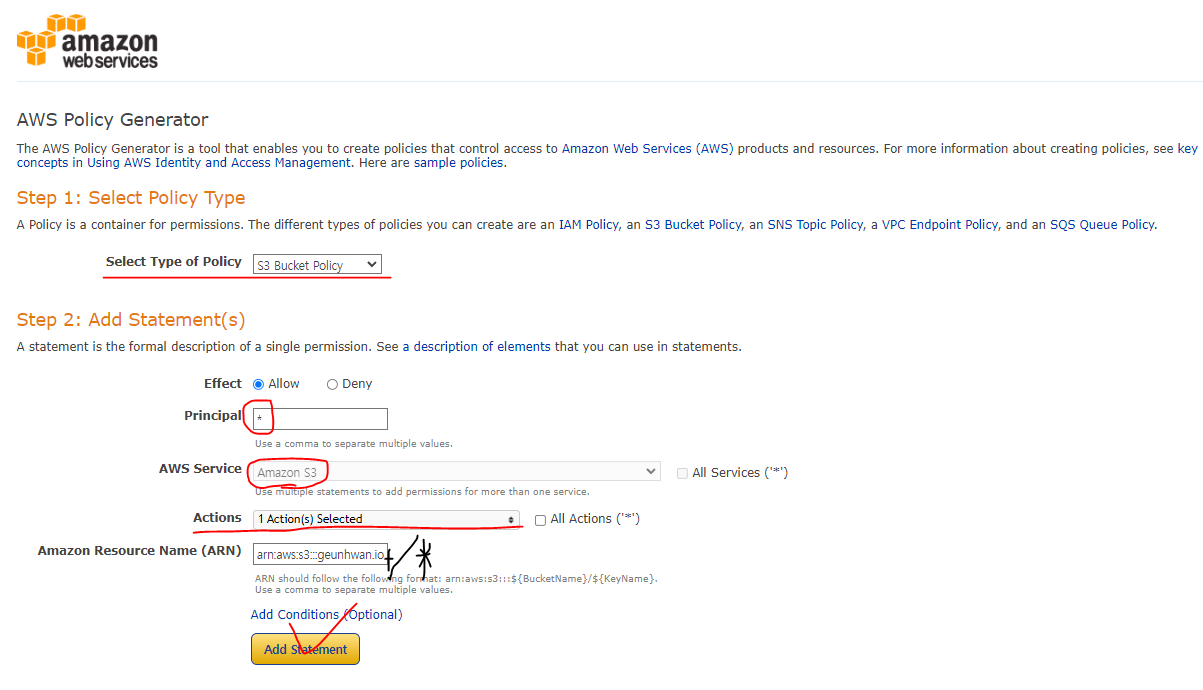 amazon
web services
AWS Policy Generator
The AWS Policy Generator is a tool that enables you to create policies that control access to Amazon Web Services (AWS) products and resources. For more information about creating policies, see key
concepts in Using AWS Identity and Access Management. Here are sample policies.
Step 1: Select Policy Type
A Policy is a container for permissions. The different types of policies you can create are an IAM Policy, an S3 Bucket Policy, an SNS Topic Policy, a VPC Endpoint Policy, and an SQS Queue Policy.
Select Type of Policy S3 Bucket Policy
Step 2: Add Statement(s)
A statement is the formal description of a single permission. See a description of elements that you can use in statements.
Effect Allow Deny
Principal *
Use a comma to separate multiple values.
AWS Service Amazon S3 All Services ('*')
Use multiple statements to add permissions for more than one service.
Actions 1 Action(s) Selected All Actions ('*')
Amazon Resource Name (ARN) arn:aws:s3:::geunhwan.io + /*
ARN should follow the following format: arn:aws:s3:::${BucketName}/${KeyName}.
Use a comma to separate multiple values.
Add Conditions (Optional)
Add Statement